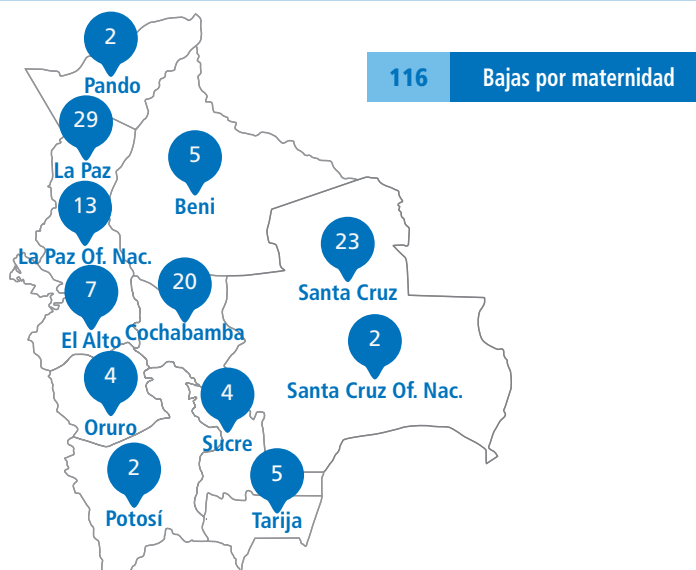 2
Pando
116 Bajas por maternidad
29
La Paz
5
Beni
13
La Paz Of. Nac.
23
Santa Cruz
7
El Alto
20
Cochabamba
2
Santa Cruz Of. Nac.
4
Oruro
4
Sucre
2
Potosí
5
Tarija